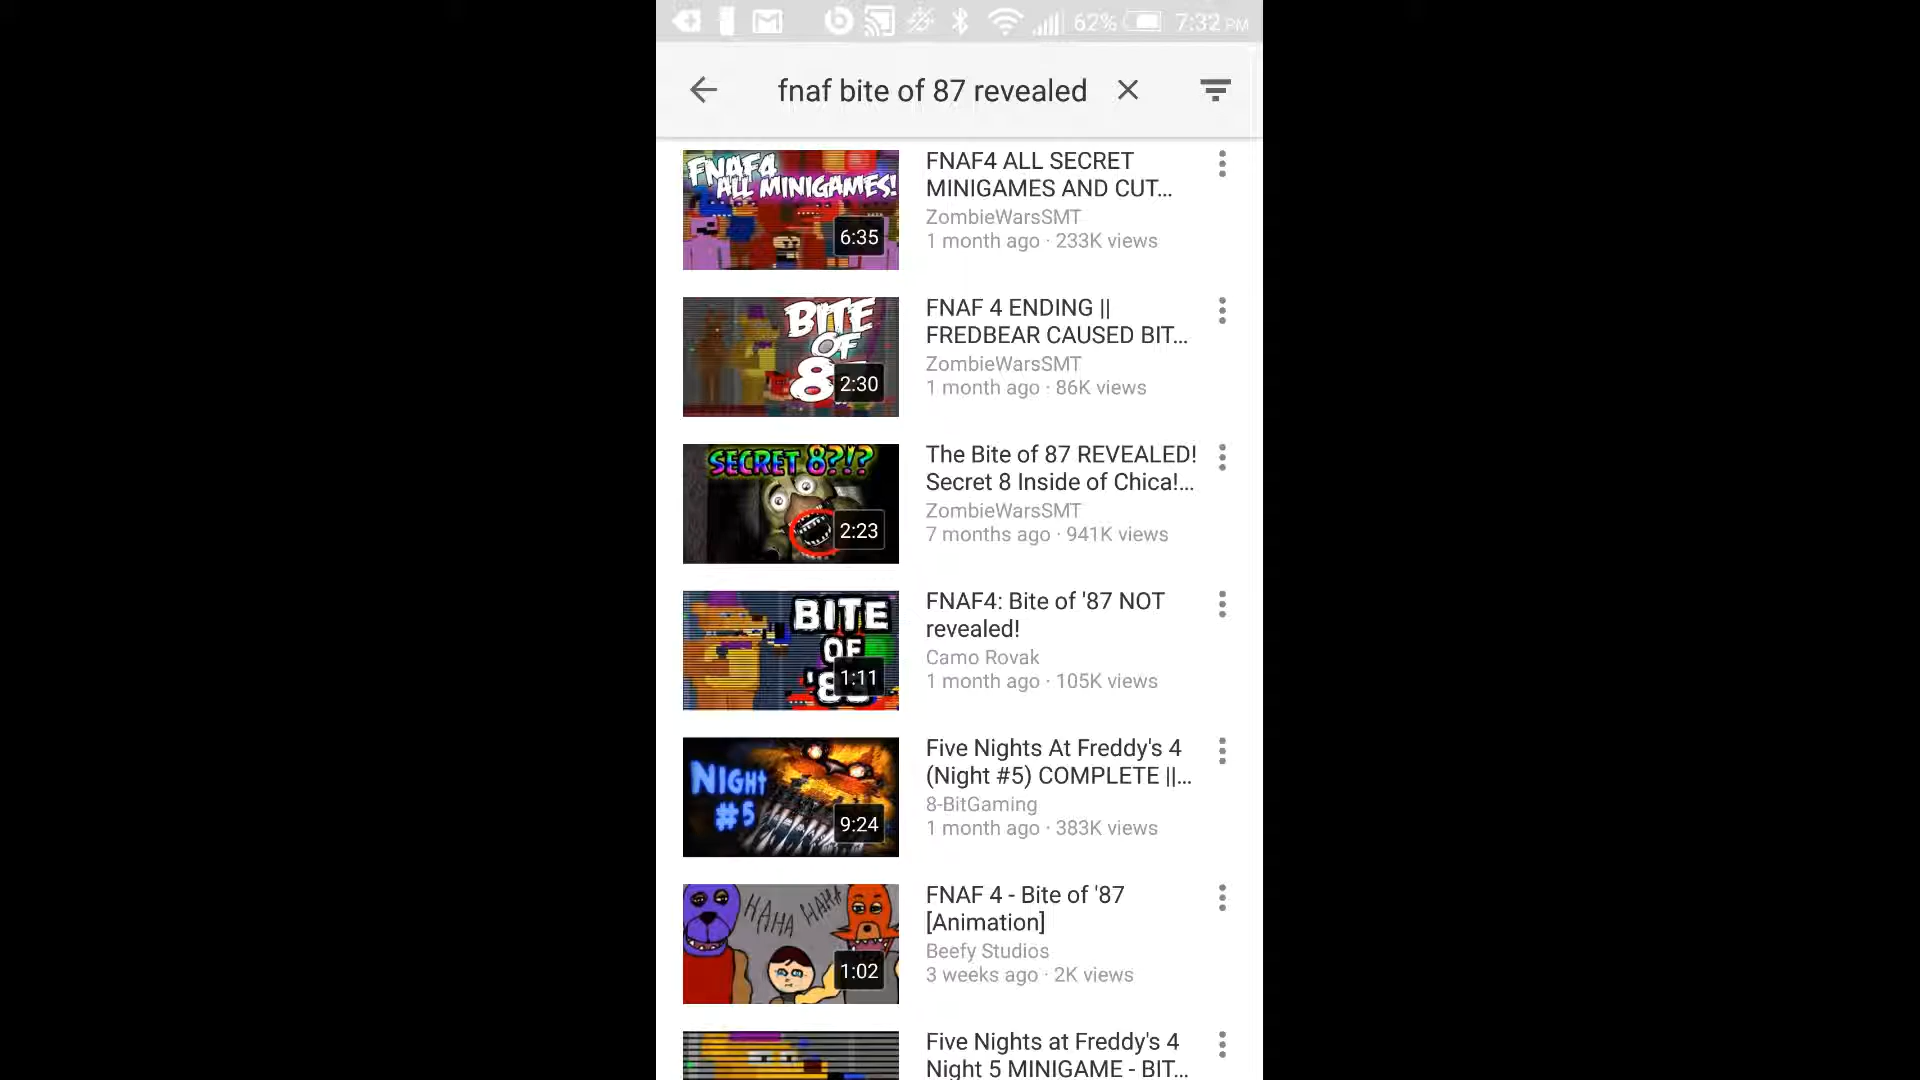 62% 7:32 PM
fnaf bite of 87 revealed
FNAF4
ALL MINIGAMES!
6:35
FNAF4 ALL SECRET
MINIGAMES AND CUT...
ZombieWarsSMT
1 month ago · 233K views
BITE
OF
8
2:30
FNAF 4 ENDING ||
FREDBEAR CAUSED BIT...
ZombieWarsSMT
1 month ago · 86K views
SECRET 8?!?
2:23
The Bite of 87 REVEALED!
Secret 8 Inside of Chica!...
ZombieWarsSMT
7 months ago · 941K views
BITE
OF
1:11
FNAF4: Bite of '87 NOT
revealed!
Camo Rovak
1 month ago · 105K views
NIGHT
#5
9:24
Five Nights At Freddy's 4
(Night #5) COMPLETE ||...
8-BitGaming
1 month ago · 383K views
HAHA HAHA
1:02
FNAF 4 - Bite of '87
[Animation]
Beefy Studios
3 weeks ago · 2K views
Five Nights at Freddy's 4
Night 5 MINIGAME - BIT...